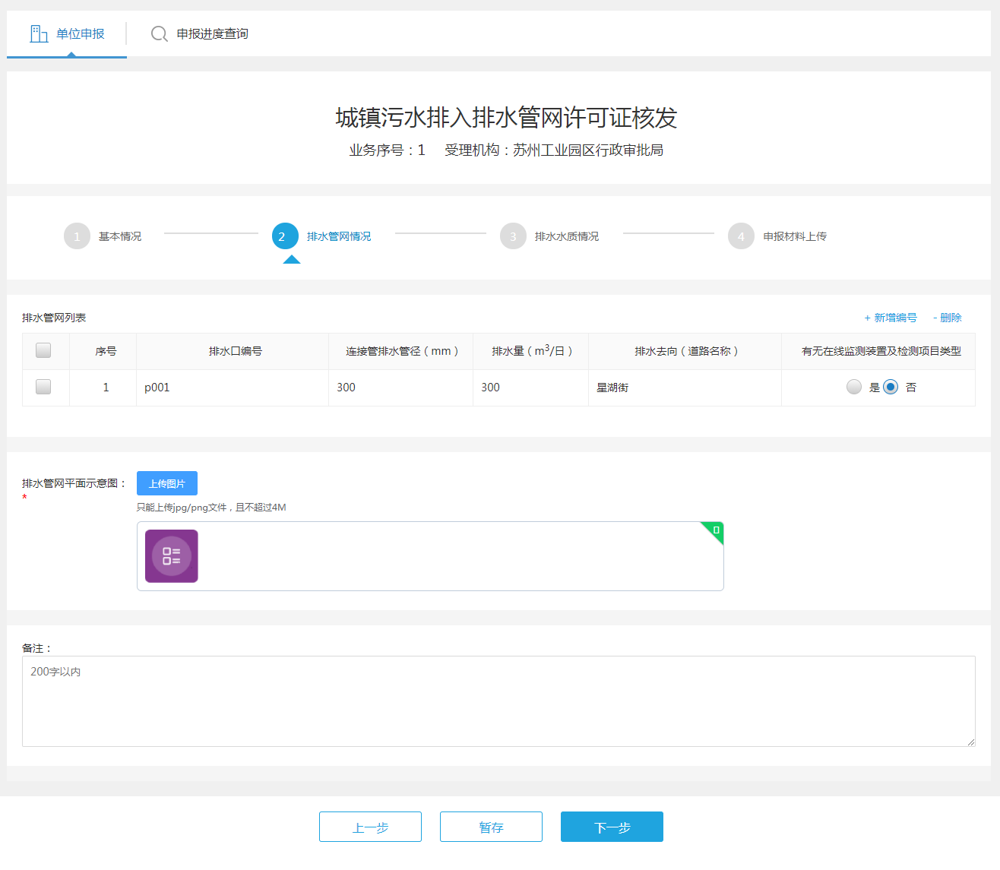 单位申报 申报进度查询
城镇污水排入排水管网许可证核发
业务序号：1 受理机构：苏州工业园区行政审批局
1 基本情况 2 排水管网情况 3 排水水质情况 4 申报材料上传
排水管网列表 + 新增编号 - 删除
序号 排水口编号 连接管排水管径（mm） 排水量（m³/日） 排水去向（道路名称） 有无在线监测装置及检测项目类型
1 p001 300 300 星湖街 是 否
排水管网平面示意图： 上传图片
*
只能上传jpg/png文件，且不超过4M
备注：
200字以内
上一步 暂存 下一步